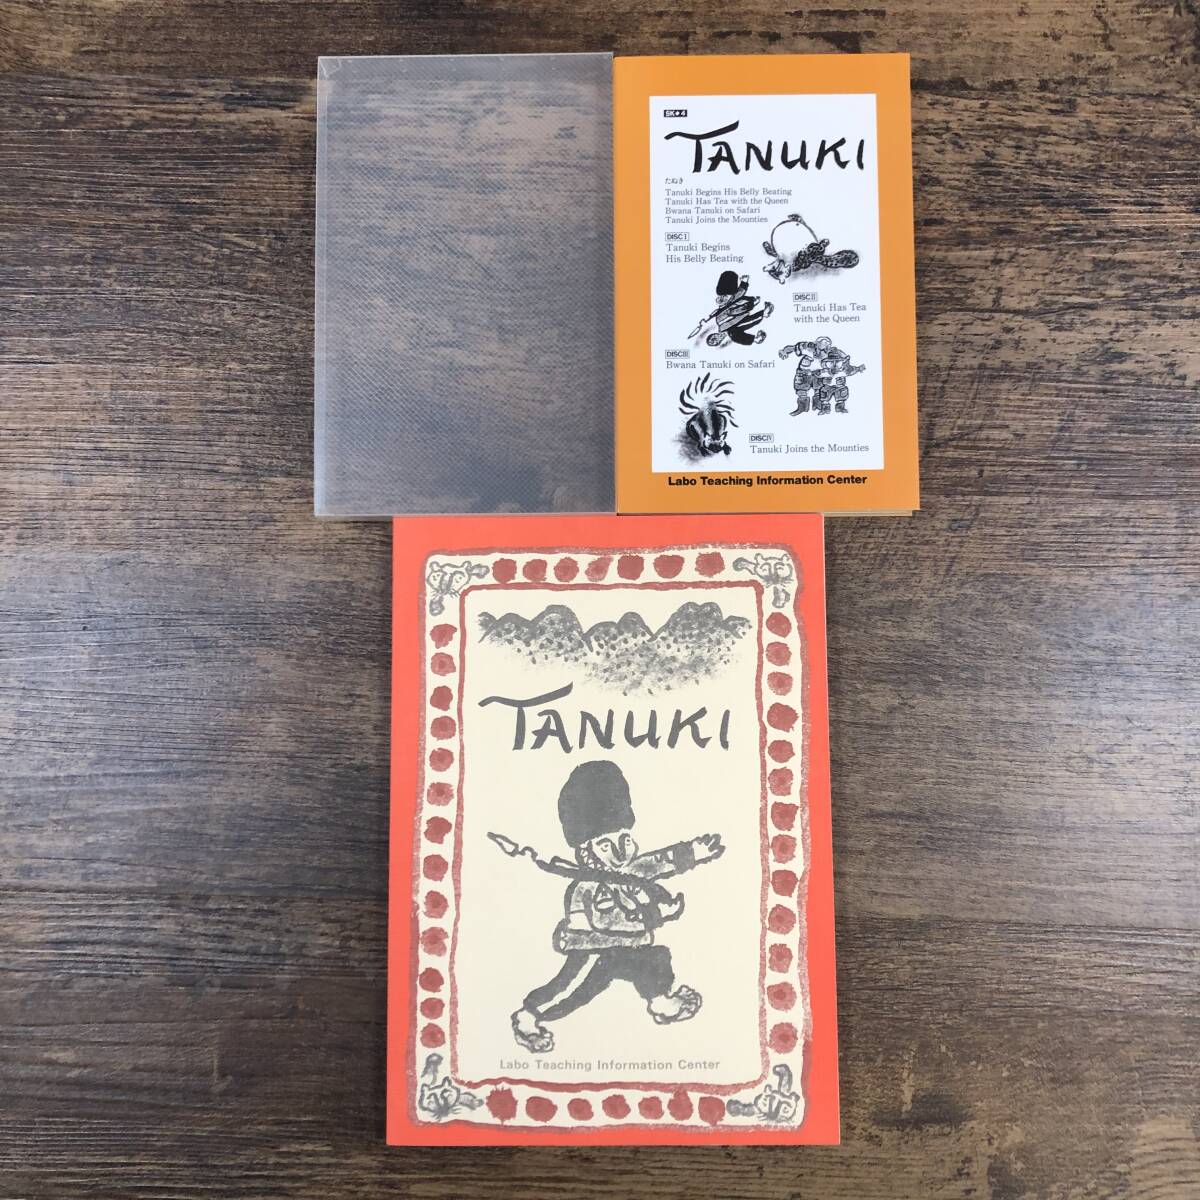 SK◆4
TANUKI
たぬき
Tanuki Begins His Belly Beating
Tanuki Has Tea with the Queen
Bwana Tanuki on Safari
Tanuki Joins the Mounties
DISC I
Tanuki Begins
His Belly Beating
DISC II
Tanuki Has Tea
with the Queen
DISC III
Bwana Tanuki on Safari
DISC IV
Tanuki Joins the Mounties
Labo Teaching Information Center
TANUKI
Labo Teaching Information Center